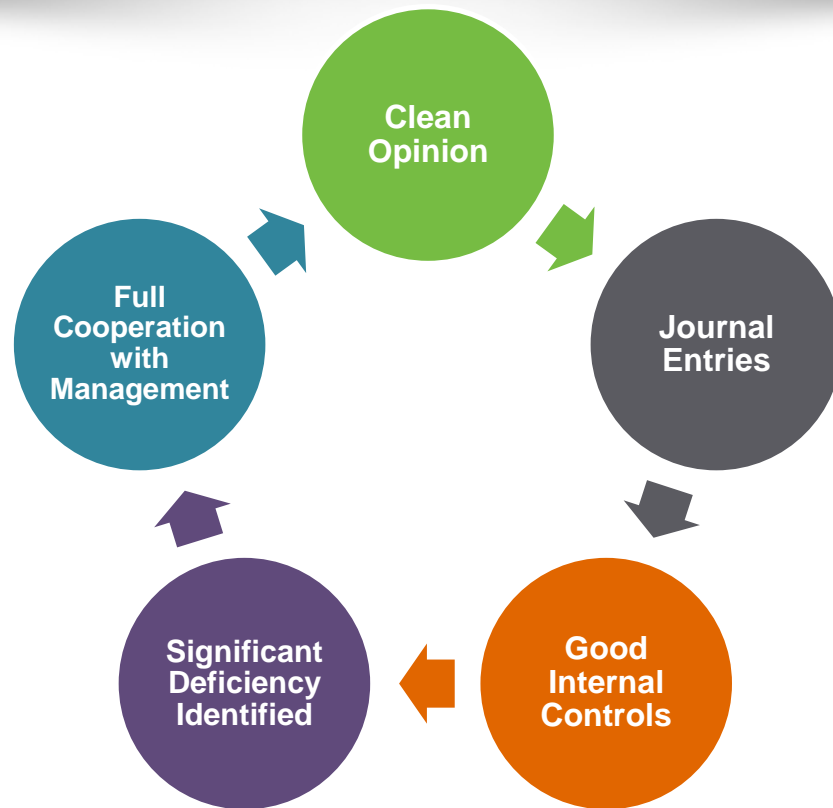 Clean
Opinion
Journal
Entries
Good
Internal
Controls
Significant
Deficiency
Identified
Full
Cooperation
with
Management